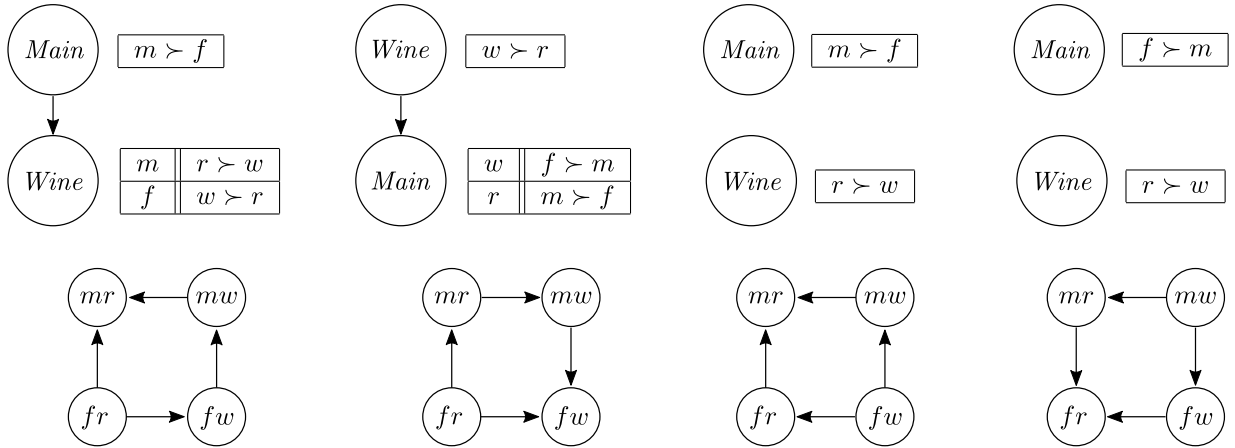 Main m ≻ f
Wine m r ≻ w
f w ≻ r
mr mw
fr fw
Wine w ≻ r
Main w f ≻ m
r m ≻ f
mr mw
fr fw
Main m ≻ f
Wine r ≻ w
mr mw
fr fw
Main f ≻ m
Wine r ≻ w
mr mw
fr fw